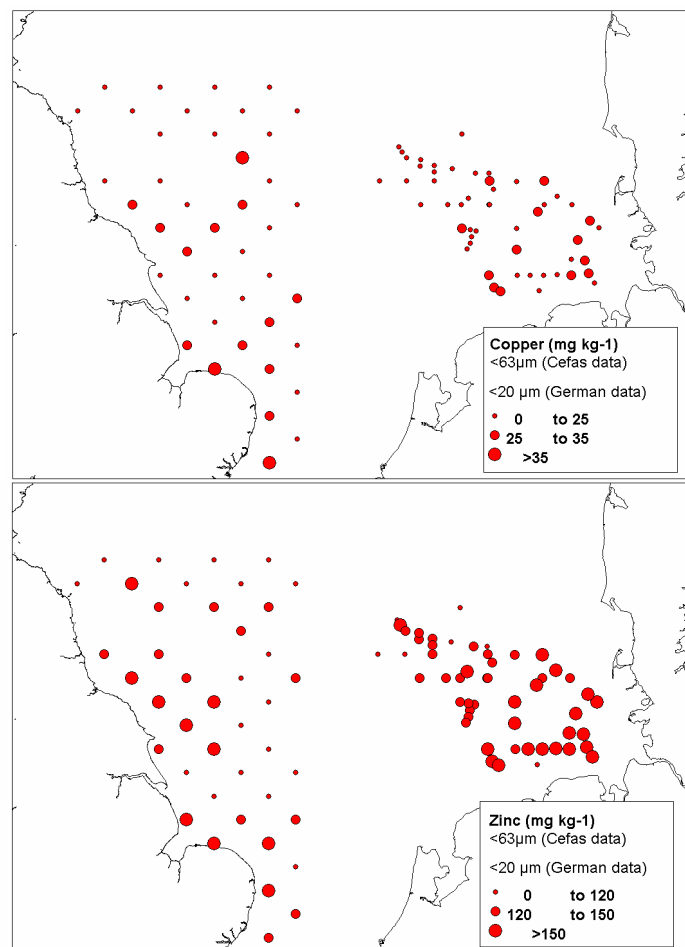 Copper (mg kg-1)
<63µm (Cefas data)
<20 µm (German data)
0 to 25
25 to 35
>35
Zinc (mg kg-1)
<63µm (Cefas data)
<20 µm (German data)
0 to 120
120 to 150
>150